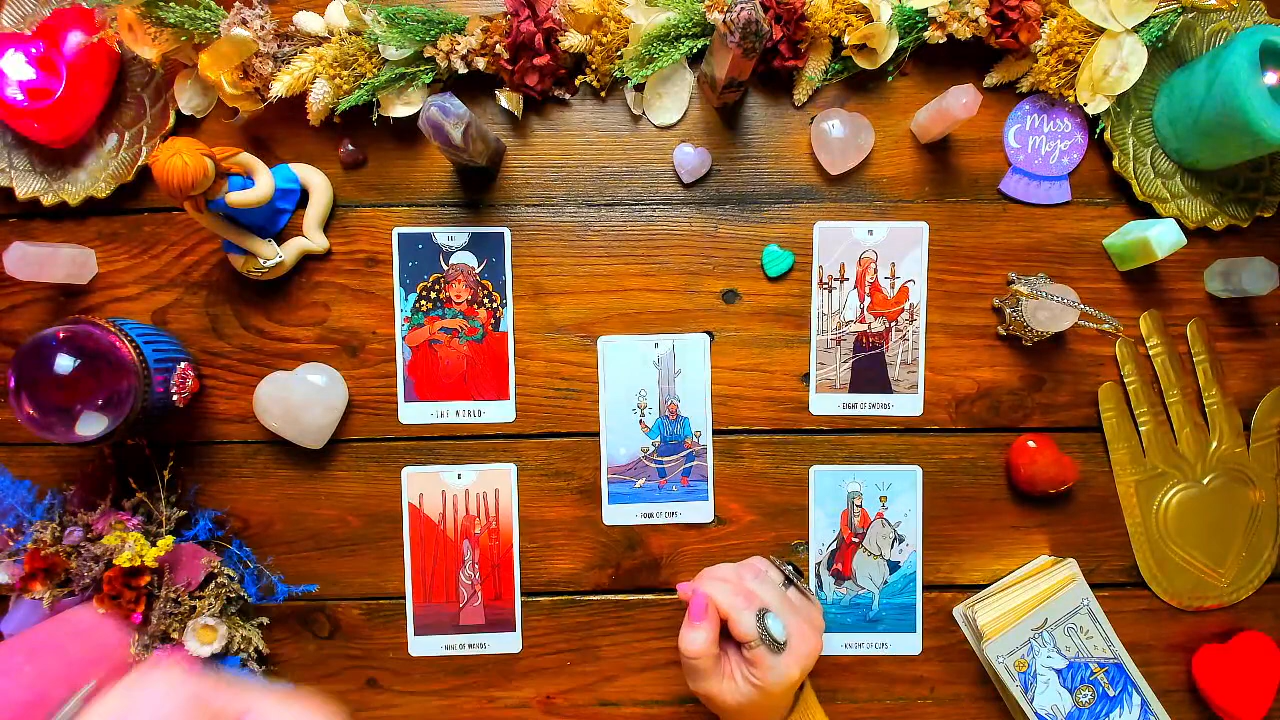 Miss
Mojo
THE WORLD
EIGHT OF SWORDS
FOUR OF CUPS
NINE OF WANDS
KNIGHT OF CUPS